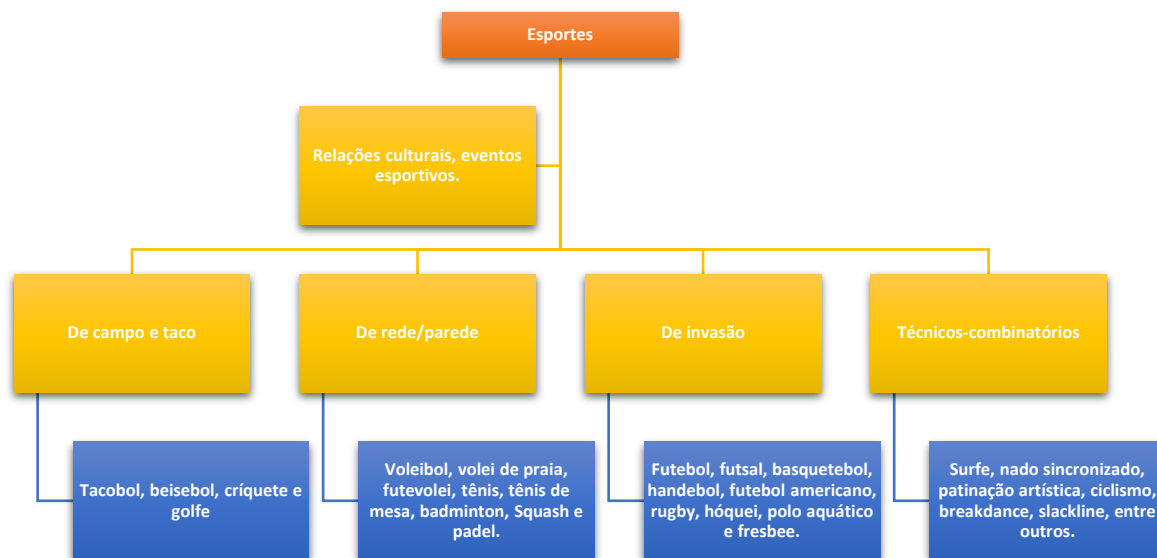 Esportes
Relações culturais, eventos
esportivos.
De campo e taco
De rede/parede
De invasão
Técnicos-combinatórios
Tacobol, beisebol, críquete e
golfe
Voleibol, volei de praia,
futevolei, tênis, tênis de
mesa, badminton, Squash e
padel.
Futebol, futsal, basquetebol,
handebol, futebol americano,
rugby, hóquei, polo aquático
e fresbee.
Surfe, nado sincronizado,
patinação artística, ciclismo,
breakdance, slackline, entre
outros.